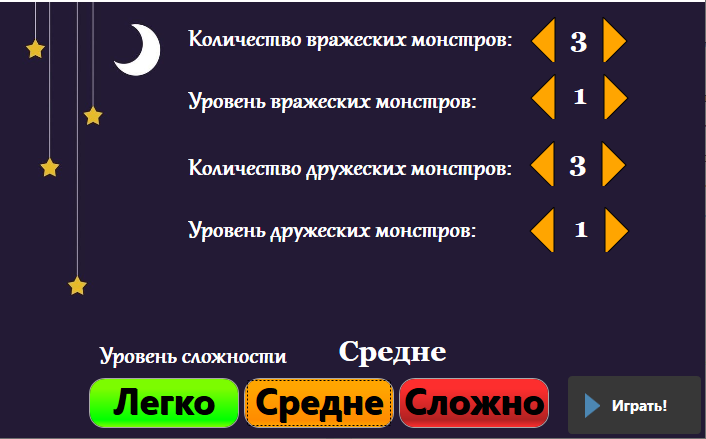 Количество вражеских монстров: 3
Уровень вражеских монстров: 1
Количество дружеских монстров: 3
Уровень дружеских монстров: 1
Уровень сложности Средне
Легко Средне Сложно Играть!